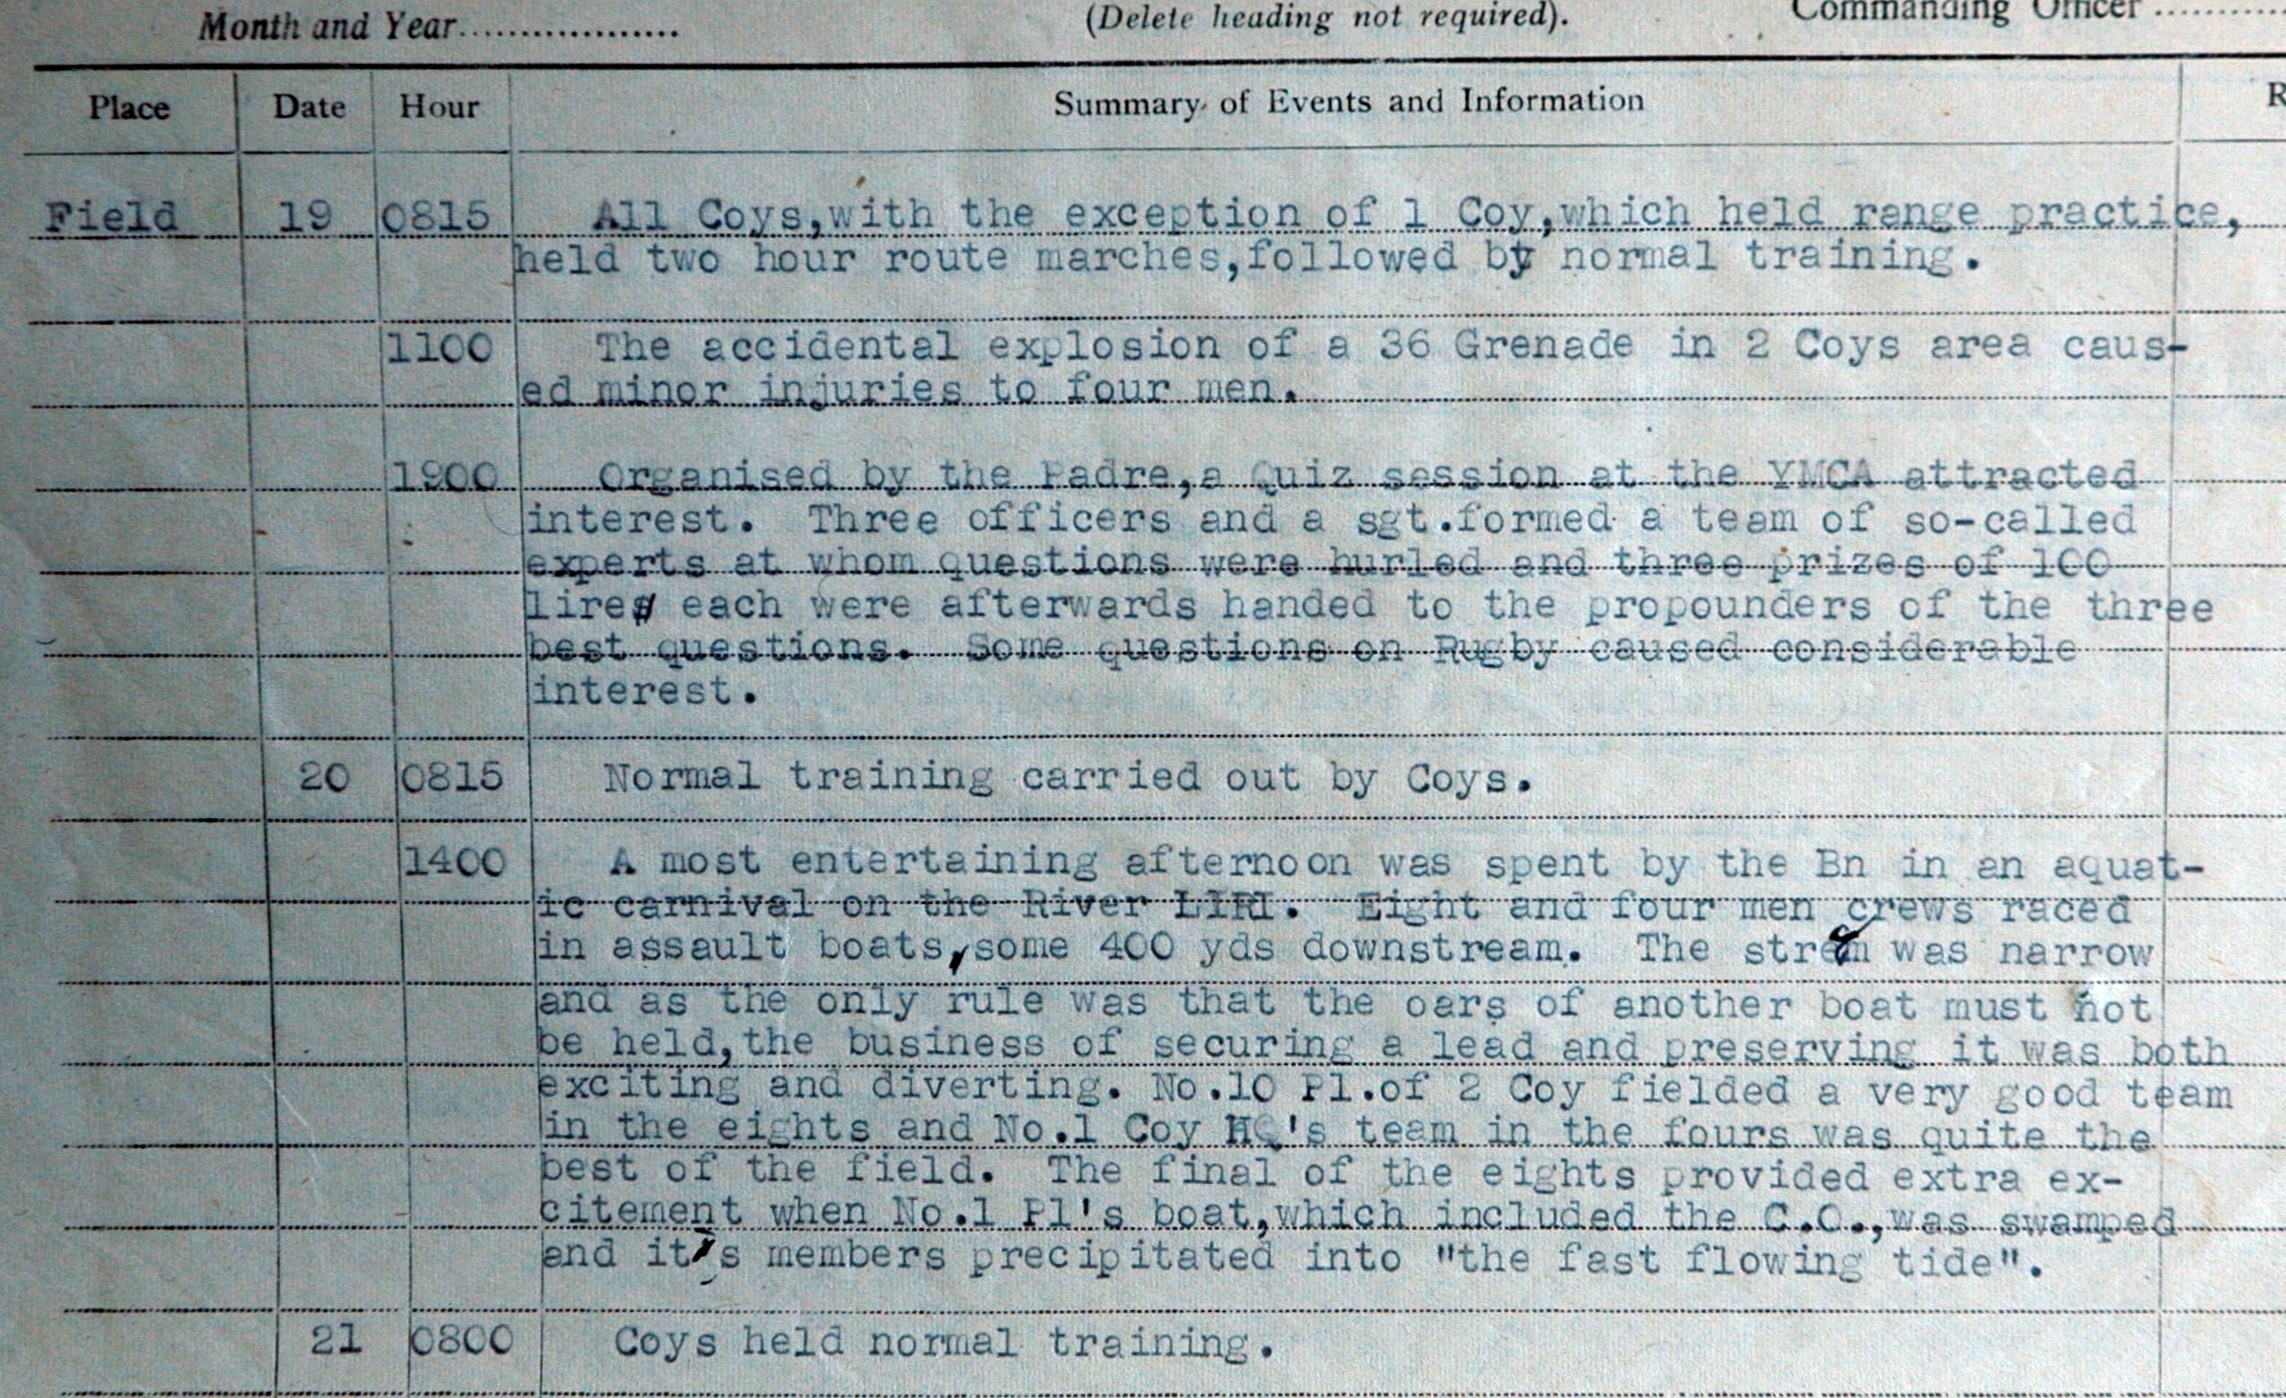 Month and Year..................
(Delete heading not required).
Commanding Officer ..........
Place Date Hour Summary of Events and Information R
Field 19 0815 All Coys,with the exception of 1 Coy,which held range practice,
held two hour route marches,followed by normal training.
1100 The accidental explosion of a 36 Grenade in 2 Coys area caus-
ed minor injuries to four men.
1900 Organised by the Padre,a Quiz session at the YMCA attracted
interest. Three officers and a sgt.formed a team of so-called
experts at whom questions were hurled and three prizes of 100
lire each were afterwards handed to the propounders of the three
best questions. Some questions on Rugby caused considerable
interest.
20 0815 Normal training carried out by Coys.
1400 A most entertaining afternoon was spent by the Bn in an aquat-
ic carnival on the River LIRI. Eight and four men crews raced
in assault boats,some 400 yds downstream. The stream was narrow
and as the only rule was that the oars of another boat must not
be held,the business of securing a lead and preserving it was both
exciting and diverting. No.10 Pl.of 2 Coy fielded a very good team
in the eights and No.1 Coy HQ's team in the fours was quite the
best of the field. The final of the eights provided extra ex-
citement when No.1 Pl's boat,which included the C.O.,was swamped
and its members precipitated into "the fast flowing tide".
21 0800 Coys held normal training.